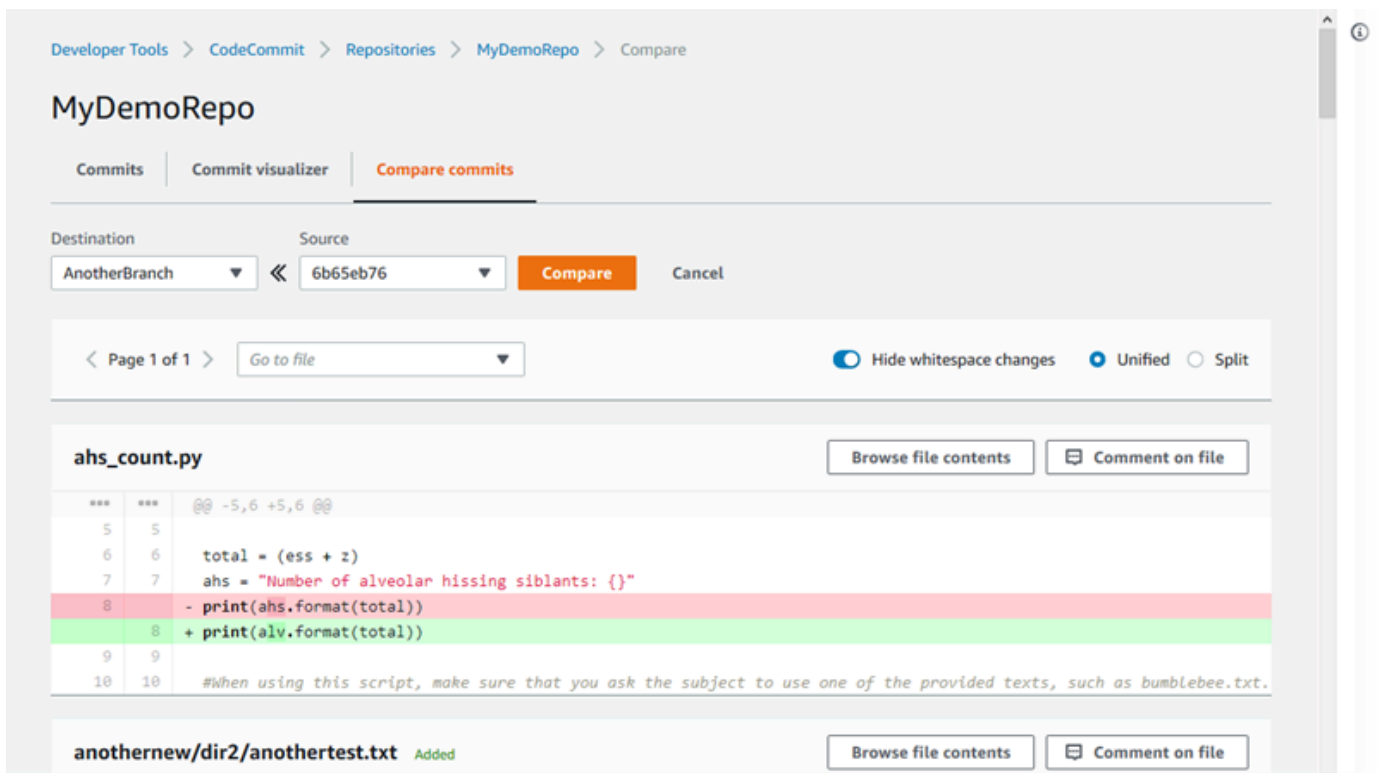 Developer Tools > CodeCommit > Repositories > MyDemoRepo > Compare
MyDemoRepo
Commits Commit visualizer Compare commits
Destination Source
AnotherBranch 6b65eb76 Compare Cancel
< Page 1 of 1 > Go to file Hide whitespace changes Unified Split
ahs_count.py Browse file contents Comment on file
@@ -5,6 +5,6 @@
5 5
6 6 total = (ess + z)
7 7 ahs = "Number of alveolar hissing siblants: {}"
8 - print(ahs.format(total))
8 + print(alv.format(total))
9 9
10 10 #When using this script, make sure that you ask the subject to use one of the provided texts, such as bumblebee.txt.
anothernew/dir2/anothertest.txt Added Browse file contents Comment on file